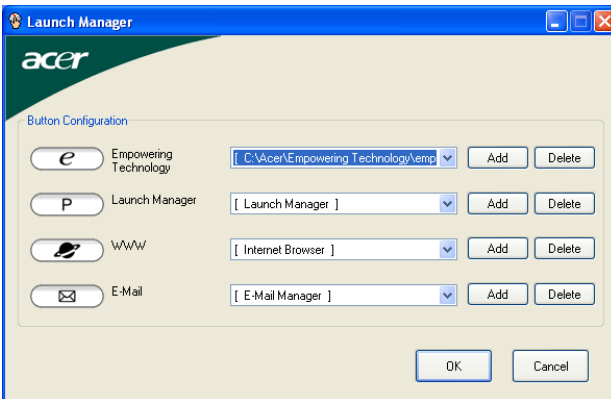 Launch Manager
acer
Button Configuration
e Empowering Technology [ C:\Acer\Empowering Technology\emp Add Delete
P Launch Manager [ Launch Manager ] Add Delete
WWW [ Internet Browser ] Add Delete
E-Mail [ E-Mail Manager ] Add Delete
OK Cancel